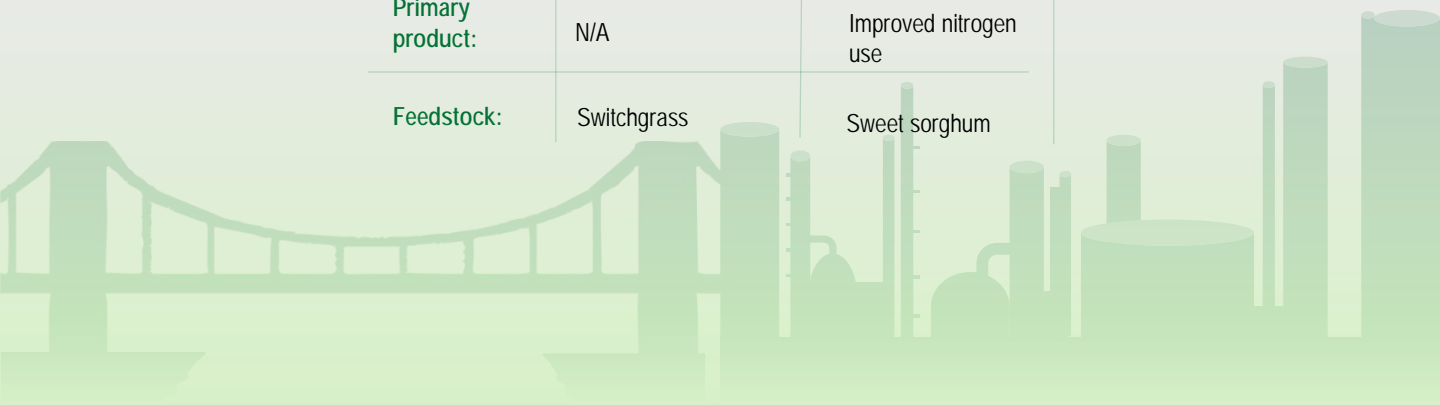 Primary
product:
N/A
Improved nitrogen
use
Feedstock:
Switchgrass
Sweet sorghum